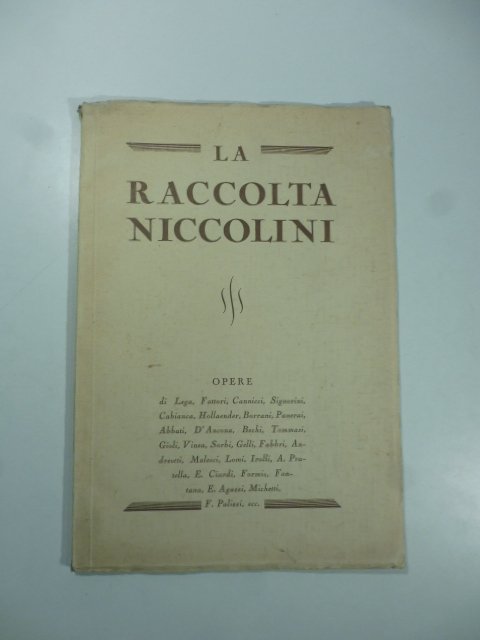 LA
RACCOLTA
NICCOLINI
OPERE
di Lega, Fattori, Cannicci, Signorini,
Cabianca, Hollaender, Borrani, Panerai,
Abbati, D'Ancona, Bechi, Tommasi,
Gioli, Vinea, Sorbi, Gelli, Fabbri, An-
dreotti, Malesci, Lomi, Irolli, A. Pra-
tella, E. Ciardi, Formis, Fon-
tana, E. Agazzi, Michetti,
F. Palizzi, ecc.